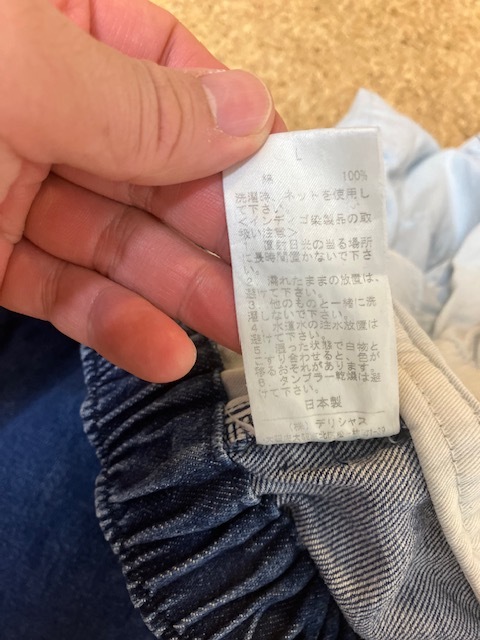 L
綿 100%
洗濯洗、ネットを使用し
て下さい。
<インディゴ染製品の取
扱い注意>
1. 直射日光の当る場所
に長時間置かないで下さ
い。
2. 濡れたままの放置は、
避けて下さい。
3. 他のものと一緒に洗
濯しないで下さい。
4. 水濱水の注水放置は
避けて下さい。
5. 湿った状態で白物と
こすり合わせると、色が
移るおそれがあります。
6. タンブラー乾燥は避
けて下さい。
日本製
(株) デリシャス